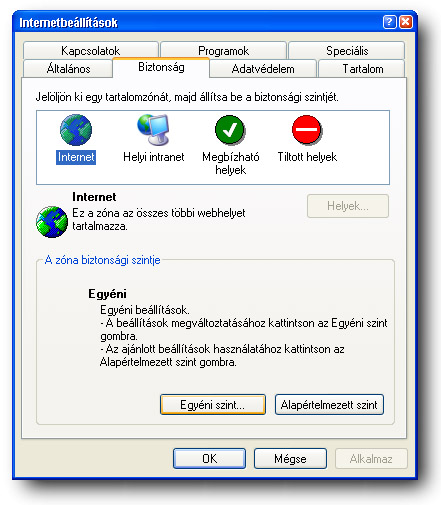 Internetbeállítások
Kapcsolatok Programok Speciális
Általános Biztonság Adatvédelem Tartalom
Jelöljön ki egy tartalomzónát, majd állítsa be a biztonsági szintjét.
Internet Helyi intranet Megbízható helyek Tiltott helyek
Internet
Ez a zóna az összes többi webhelyet
tartalmazza.
Helyek...
A zóna biztonsági szintje
Egyéni
Egyéni beállítások.
- A beállítások megváltoztatásához kattintson az Egyéni szint
gombra.
- Az ajánlott beállítások használatához kattintson az
Alapértelmezett szint gombra.
Egyéni szint... Alapértelmezett szint
OK Mégse Alkalmaz